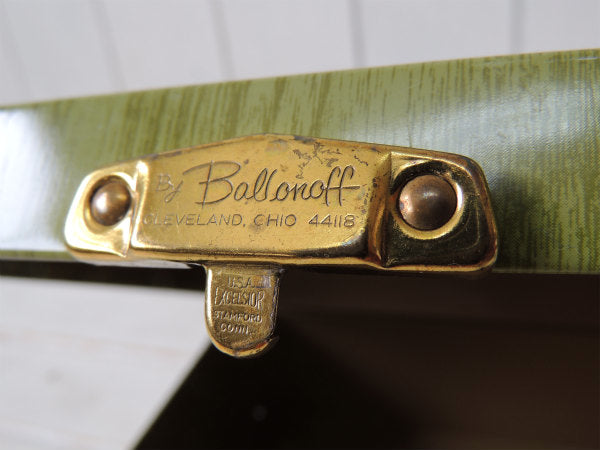 By Ballonoff
CLEVELAND, OHIO 44118
U.S.A.
EXCELSIOR
STAMFORD
CONN.